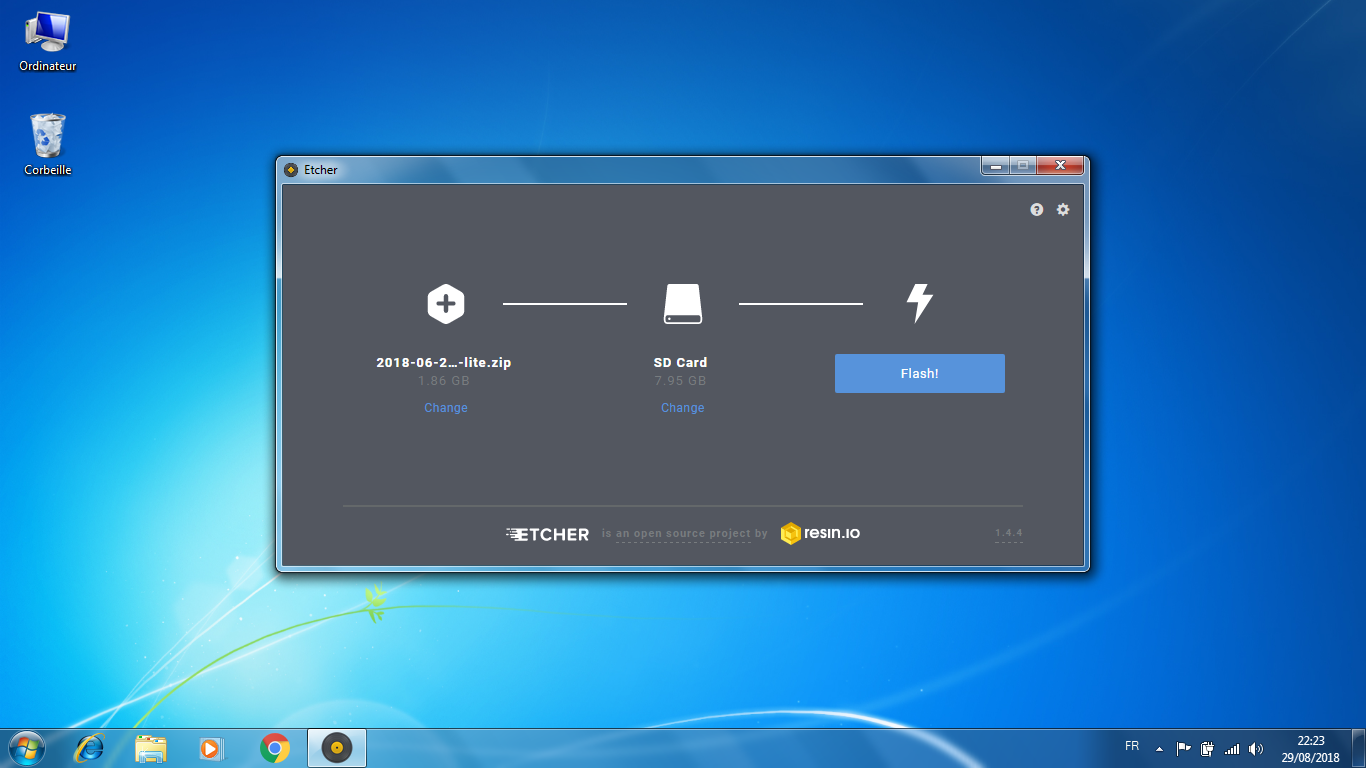 Ordinateur
Corbeille
Etcher
2018-06-2…-lite.zip
1.86 GB
Change
SD Card
7.95 GB
Change
Flash!
ETCHER is an open source project by resin.io
1.4.4
FR
22:23
29/08/2018